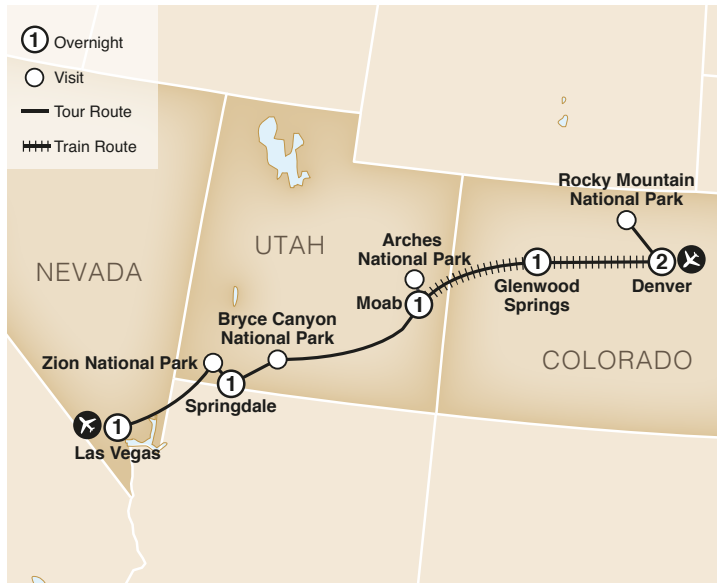 1 Overnight
Visit
Tour Route
Train Route
Rocky Mountain
National Park
UTAH
Arches
National Park
NEVADA
1
2
Glenwood
Springs
Denver
Moab
1
Bryce Canyon
National Park
Zion National Park
COLORADO
1
Springdale
1
Las Vegas